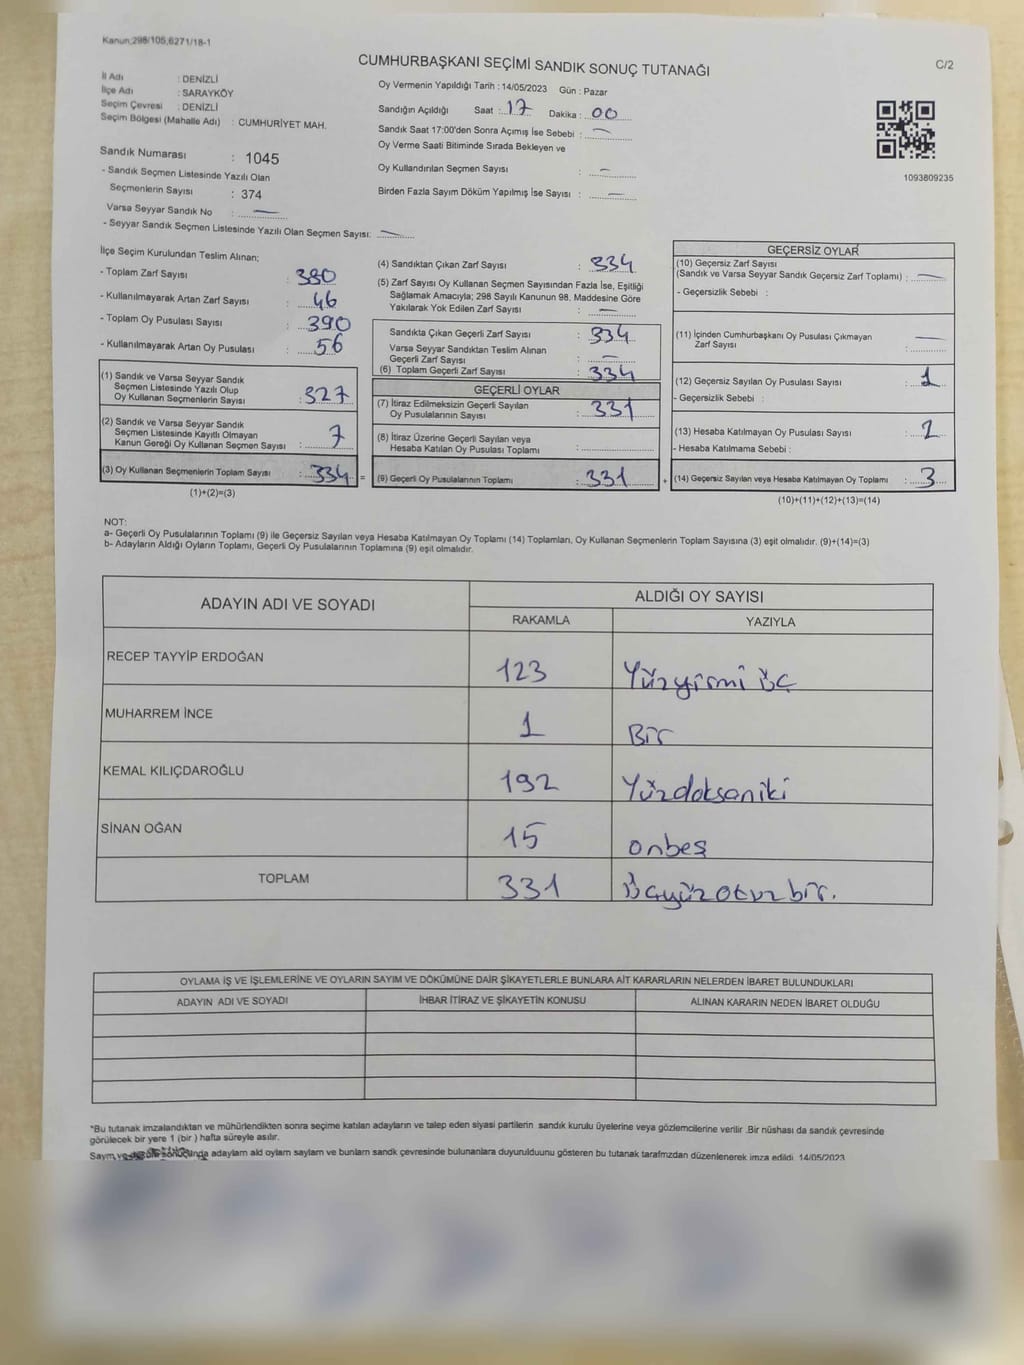 Kanun;298/105,6271/18-1
CUMHURBAŞKANI SEÇİMİ SANDIK SONUÇ TUTANAĞI
C/2
İl Adı : DENİZLİ
İlçe Adı : SARAYKÖY
Seçim Çevresi : DENİZLİ
Seçim Bölgesi (Mahalle Adı) : CUMHURİYET MAH.
Sandık Numarası : 1045
- Sandık Seçmen Listesinde Yazılı Olan
Seçmenlerin Sayısı : 374
Varsa Seyyar Sandık No : —
- Seyyar Sandık Seçmen Listesinde Yazılı Olan Seçmen Sayısı: —
Oy Vermenin Yapıldığı Tarih : 14/05/2023 Gün : Pazar
Sandığın Açıldığı Saat : 17 Dakika : 00
Sandık Saat 17:00'den Sonra Açımış İse Sebebi : —
Oy Verme Saati Bitiminde Sırada Bekleyen ve
Oy Kullandırılan Seçmen Sayısı : —
Birden Fazla Sayım Döküm Yapılmış İse Sayısı : —
1093809235
İlçe Seçim Kurulundan Teslim Alınan;
- Toplam Zarf Sayısı : 380
- Kullanılmayarak Artan Zarf Sayısı : 46
- Toplam Oy Pusulası Sayısı : 390
- Kullanılmayarak Artan Oy Pusulası : 56
(1) Sandık ve Varsa Seyyar Sandık
Seçmen Listesinde Yazılı Olup
Oy Kullanan Seçmenlerin Sayısı : 327
(2) Sandık ve Varsa Seyyar Sandık
Seçmen Listesinde Kayıtlı Olmayan
Kanun Gereği Oy Kullanan Seçmen Sayısı : 7
(3) Oy Kullanan Seçmenlerin Toplam Sayısı : 334 =
(1)+(2)=(3)
(4) Sandıktan Çıkan Zarf Sayısı : 334
(5) Zarf Sayısı Oy Kullanan Seçmen Sayısından Fazla İse, Eşitliği
Sağlamak Amacıyla; 298 Sayılı Kanunun 98. Maddesine Göre
Yakılarak Yok Edilen Zarf Sayısı : —
Sandıkta Çıkan Geçerli Zarf Sayısı : 334
Varsa Seyyar Sandıktan Teslim Alınan
Geçerli Zarf Sayısı : —
(6) Toplam Geçerli Zarf Sayısı : 334
GEÇERLİ OYLAR
(7) İtiraz Edilmeksizin Geçerli Sayılan
Oy Pusulalarının Sayısı : 331
(8) İtiraz Üzerine Geçerli Sayılan veya
Hesaba Katılan Oy Pusulası Toplamı :
(9) Geçerli Oy Pusulalarının Toplamı : 331 +
GEÇERSİZ OYLAR
(10) Geçersiz Zarf Sayısı
(Sandık ve Varsa Seyyar Sandık Geçersiz Zarf Toplamı) : —
- Geçersizlik Sebebi :
(11) İçinden Cumhurbaşkanı Oy Pusulası Çıkmayan
Zarf Sayısı : —
(12) Geçersiz Sayılan Oy Pusulası Sayısı : 1
- Geçersizlik Sebebi :
(13) Hesaba Katılmayan Oy Pusulası Sayısı : 2
- Hesaba Katılmama Sebebi :
(14) Geçersiz Sayılan veya Hesaba Katılmayan Oy Toplamı : 3
(10)+(11)+(12)+(13)=(14)
NOT:
a- Geçerli Oy Pusulalarının Toplamı (9) ile Geçersiz Sayılan veya Hesaba Katılmayan Oy Toplamı (14) Toplamları, Oy Kullanan Seçmenlerin Toplam Sayısına (3) eşit olmalıdır. (9)+(14)=(3)
b- Adayların Aldığı Oyların Toplamı, Geçerli Oy Pusulalarının Toplamına (9) eşit olmalıdır.
ADAYIN ADI VE SOYADI
ALDIĞI OY SAYISI
RAKAMLA YAZIYLA
RECEP TAYYİP ERDOĞAN 123 Yüzyirmi üç
MUHARREM İNCE 1 Bir
KEMAL KILIÇDAROĞLU 192 Yüzdoksaniki
SİNAN OĞAN 15 onbeş
TOPLAM 331 Üçyüzotuzbir.
OYLAMA İŞ VE İŞLEMLERİNE VE OYLARIN SAYIM VE DÖKÜMÜNE DAİR ŞİKAYETLERLE BUNLARA AİT KARARLARIN NELERDEN İBARET BULUNDUKLARI
ADAYIN ADI VE SOYADI İHBAR İTİRAZ VE ŞİKAYETİN KONUSU ALINAN KARARIN NEDEN İBARET OLDUĞU
*Bu tutanak imzalandıktan ve mühürlendikten sonra seçime katılan adayların ve talep eden siyasi partilerin sandık kurulu üyelerine veya gözlemcilerine verilir .Bir nüshası da sandık çevresinde
görülecek bir yere 1 (bir ) hafta süreyle asılır.
Saym ve sonucunda adaylam ald oylam saylam ve bunlam sandk çevresinde bulunanlara duyurulduunu gösteren bu tutanak tarafmzdan düzenlenerek imza edildi. 14/05/2023